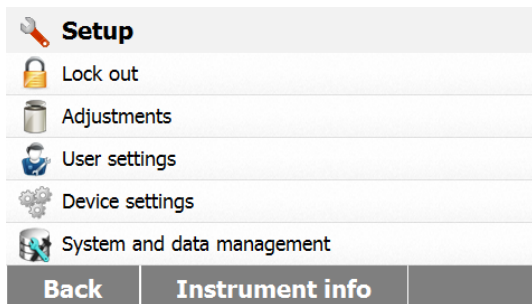 Setup
Lock out
Adjustments
User settings
Device settings
System and data management
Back Instrument info